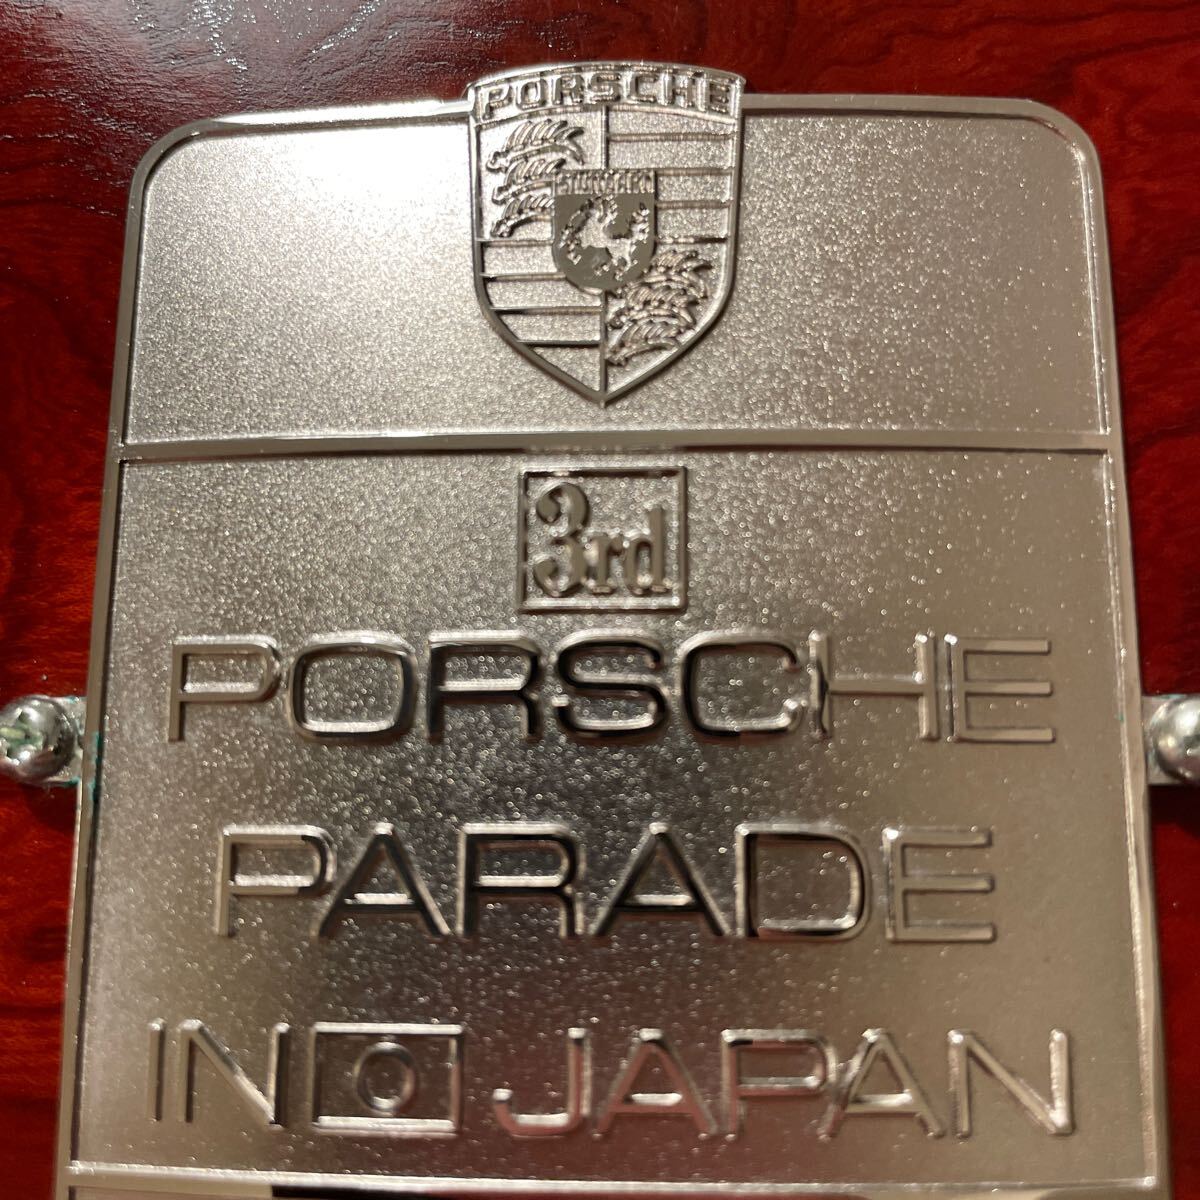 PORSCHE
STUTTGART
3rd
PORSCHE
PARADE
IN JAPAN